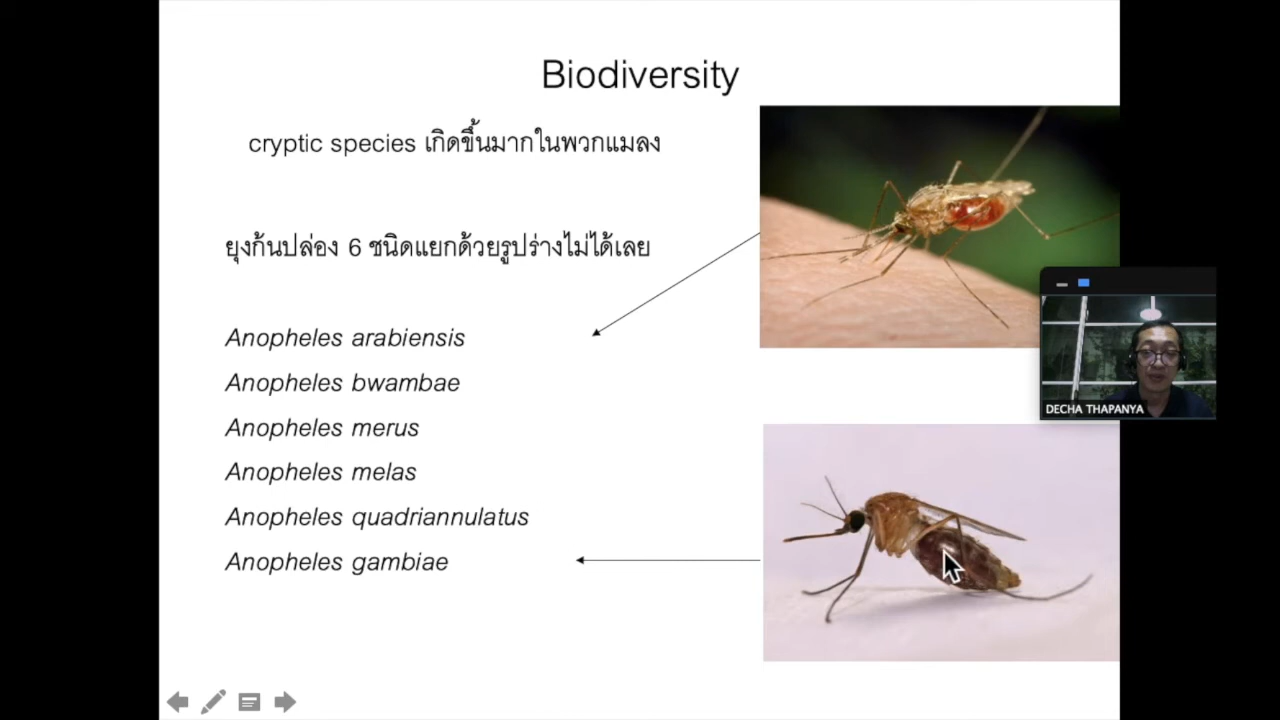 Biodiversity
cryptic species เกิดขึ้นมากในพวกแมลง
ยุงก้นปล่อง 6 ชนิดแยกด้วยรูปร่างไม่ได้เลย
Anopheles arabiensis
Anopheles bwambae
Anopheles merus
Anopheles melas
Anopheles quadriannulatus
Anopheles gambiae
DECHA THAPANYA